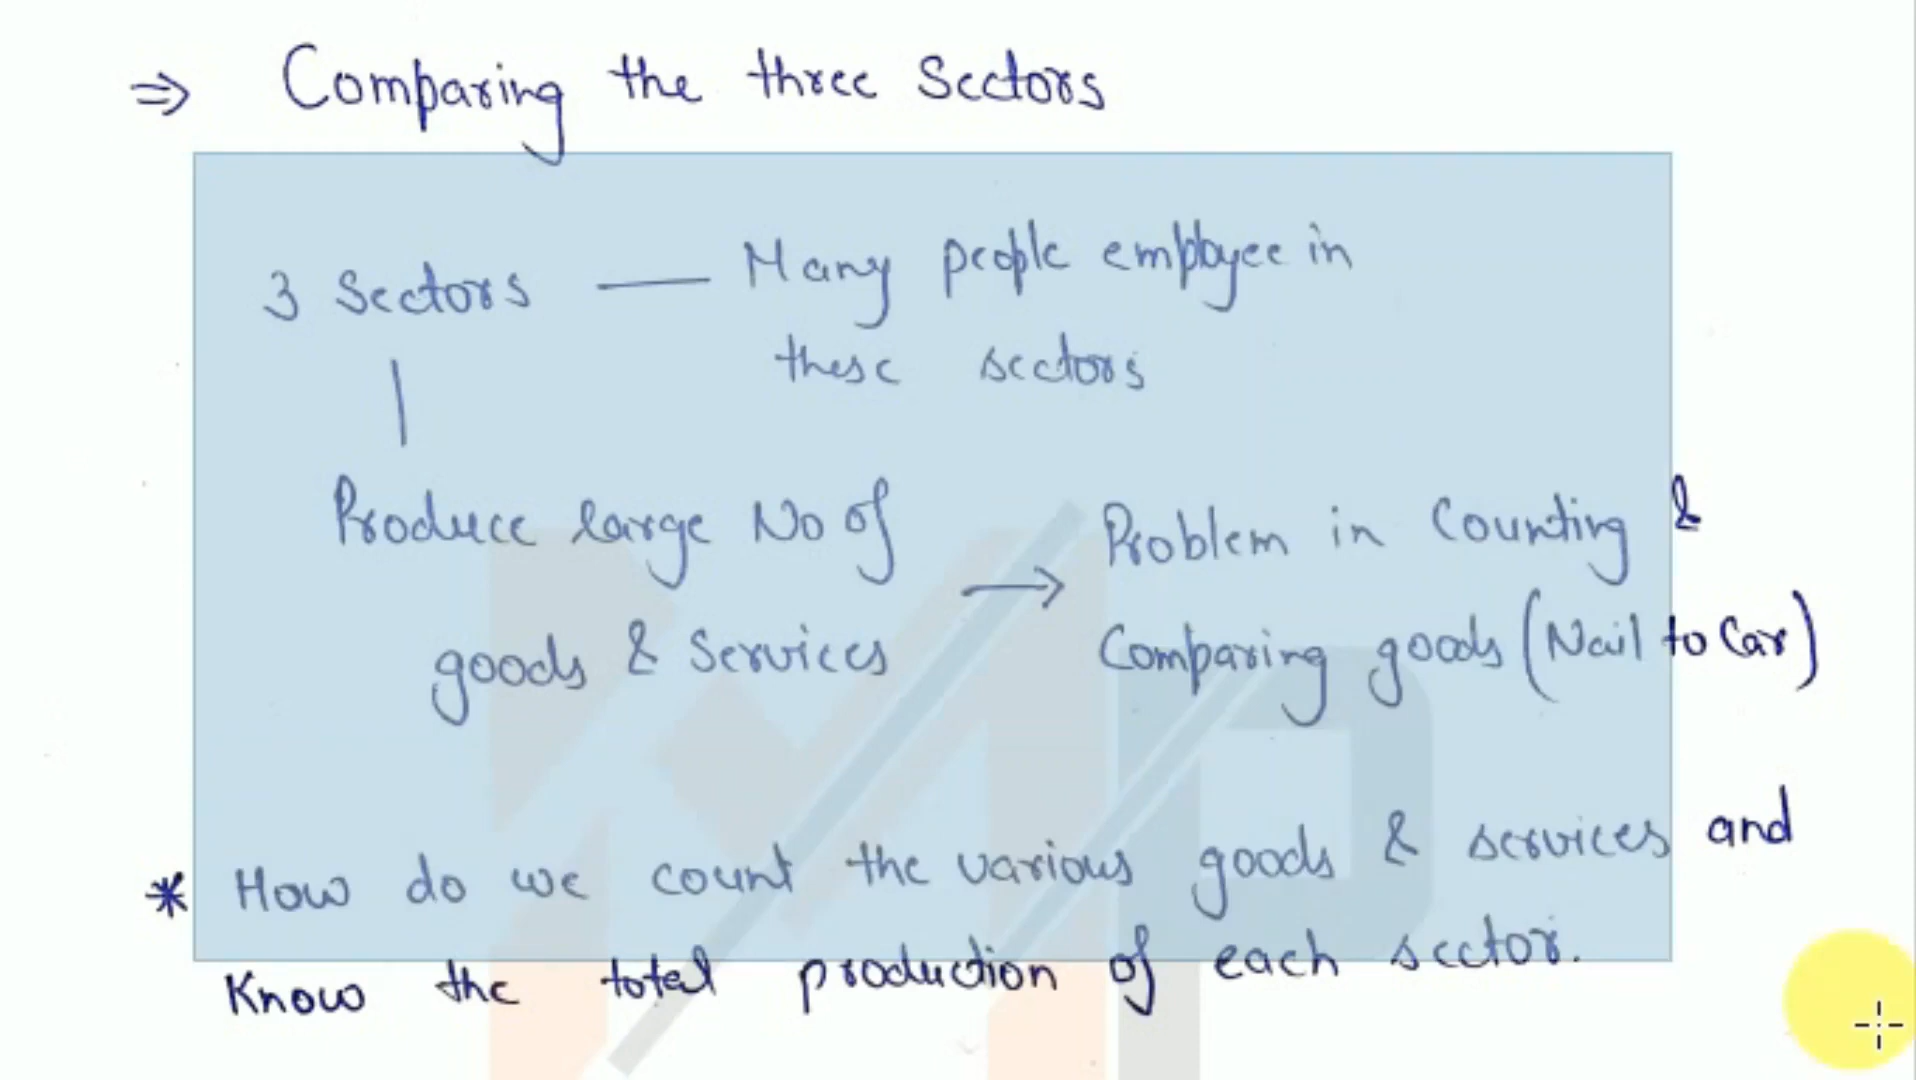 ⇒ Comparing the three Sectors
3 Sectors — Many people employee in
these sectors
Produce large No of
goods & Services
→ Problem in Counting &
Comparing goods (Nail to Car)
* How do we count the various goods & services and
Know the total production of each sector.